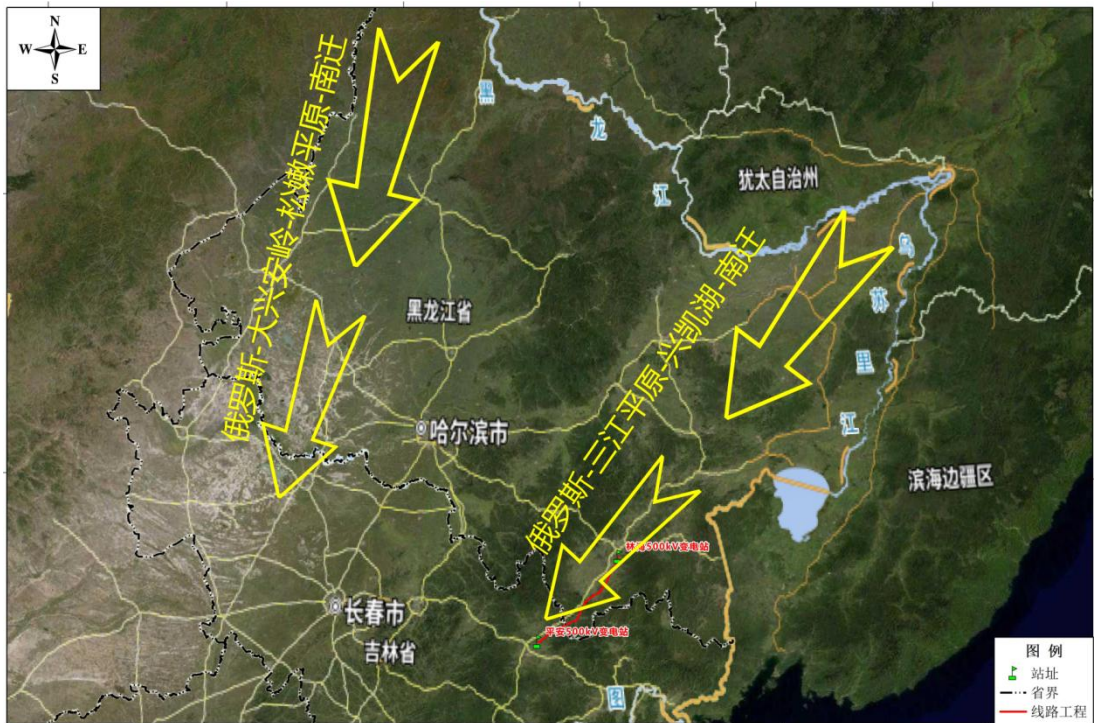 N
W E
S
俄罗斯-大兴安岭-松嫩平原-南迁
黑
龙
江
犹太自治州
乌
苏
里
江
黑龙江省
俄罗斯-三江平原-兴凯湖-南迁
哈尔滨市
滨海边疆区
500kV变电站
长春市
平安500kV变电站
吉林省
图
图 例
站址
省界
线路工程